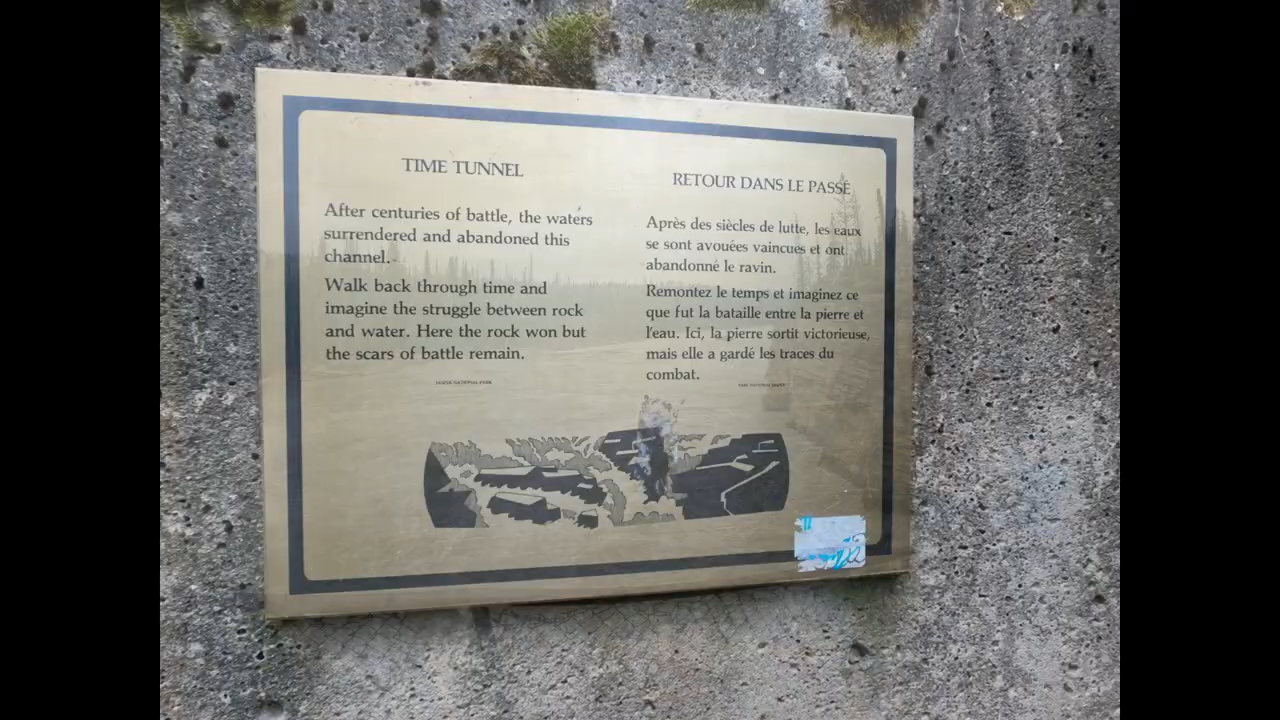 TIME TUNNEL
After centuries of battle, the waters
surrendered and abandoned this
channel.
Walk back through time and
imagine the struggle between rock
and water. Here the rock won but
the scars of battle remain.
RETOUR DANS LE PASSÉ
Après des siècles de lutte, les eaux
se sont avouées vaincues et ont
abandonné le ravin.
Remontez le temps et imaginez ce
que fut la bataille entre la pierre et
l'eau. Ici, la pierre sortit victorieuse,
mais elle a gardé les traces du
combat.